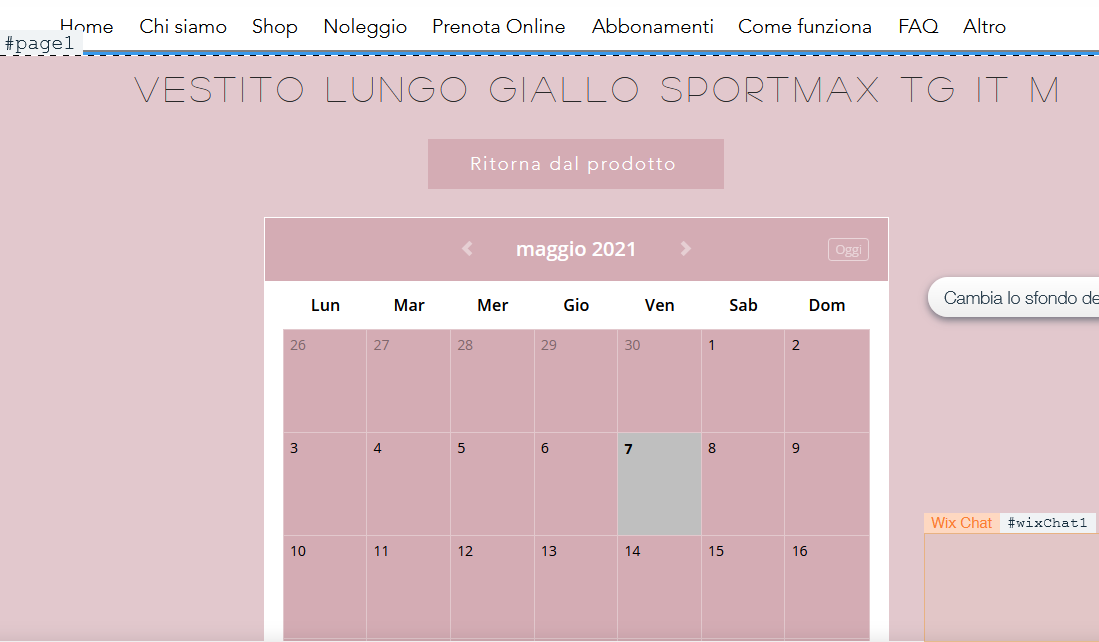 Home Chi siamo Shop Noleggio Prenota Online Abbonamenti Come funziona FAQ Altro
#page1
VESTITO LUNGO GIALLO SPORTMAX TG IT M
Ritorna dal prodotto
maggio 2021 Oggi
Lun Mar Mer Gio Ven Sab Dom
Cambia lo sfondo de
26 27 28 29 30 1 2
3 4 5 6 7 8 9
Wix Chat #wixChat1
10 11 12 13 14 15 16